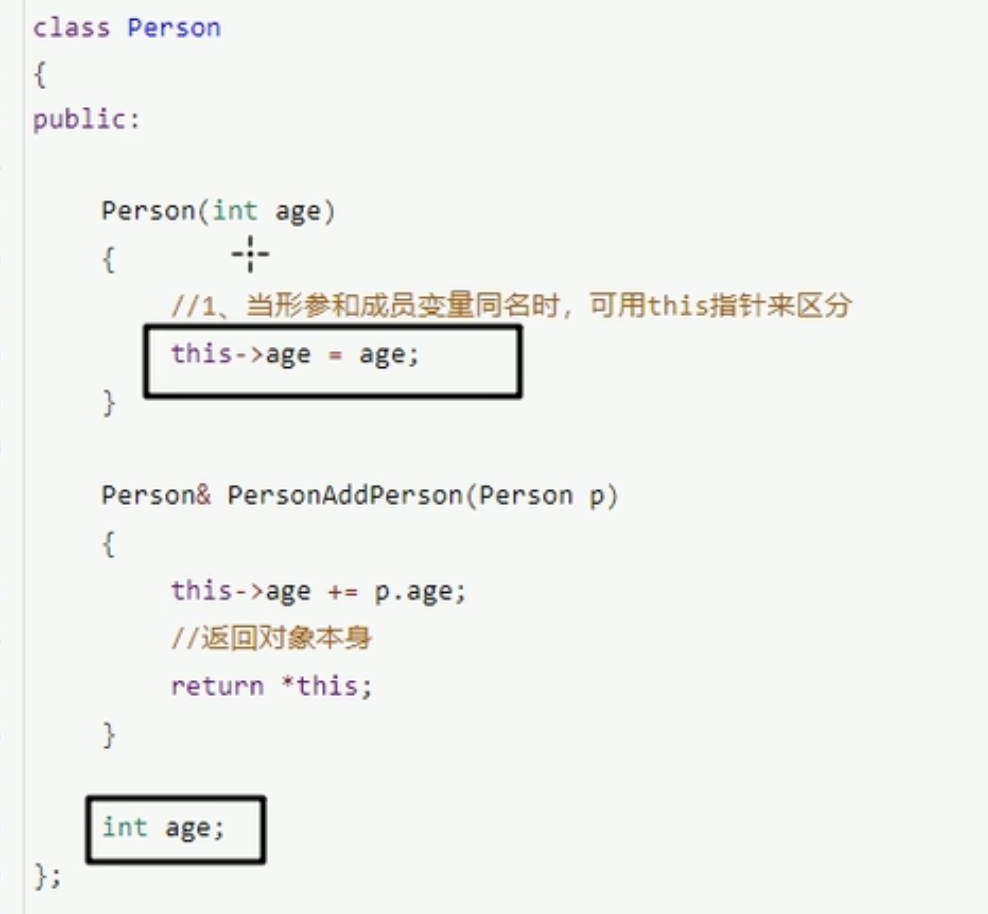 class Person
{
public:
Person(int age)
{
//1、当形参和成员变量同名时，可用this指针来区分
this->age = age;
}
Person& PersonAddPerson(Person p)
{
this->age += p.age;
//返回对象本身
return *this;
}
int age;
};